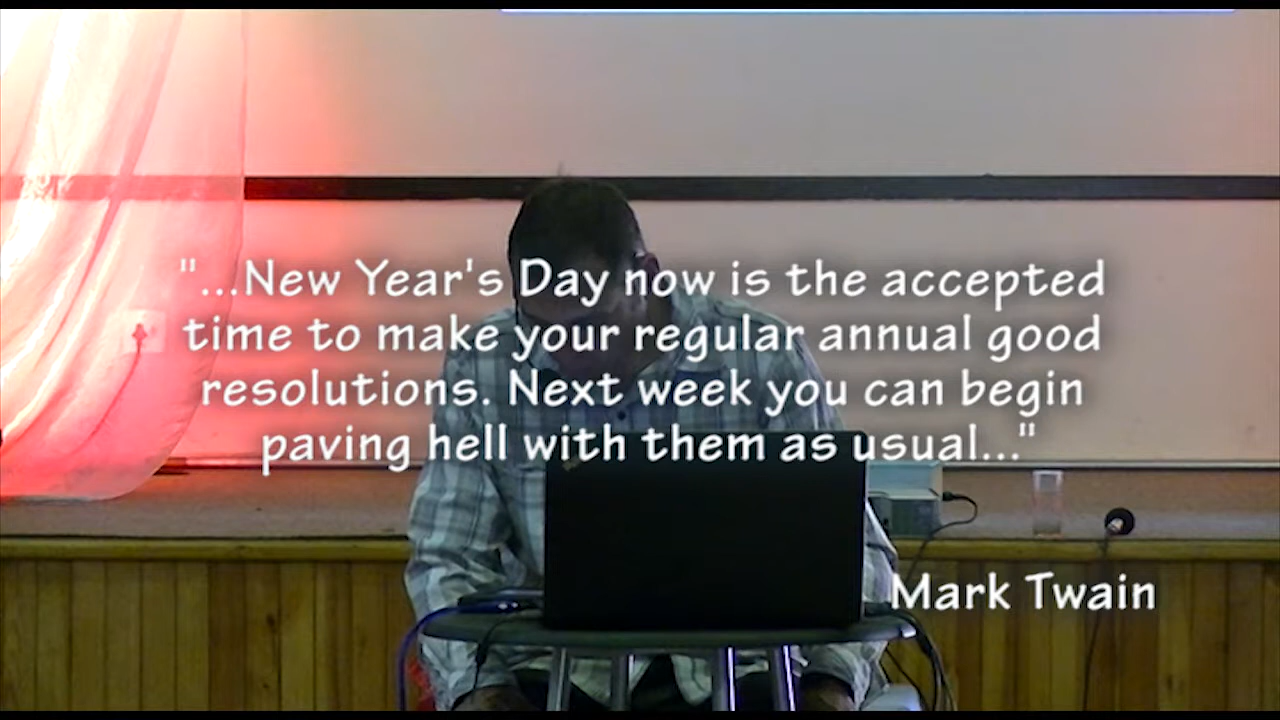 "...New Year's Day now is the accepted
time to make your regular annual good
resolutions. Next week you can begin
paving hell with them as usual..."
Mark Twain